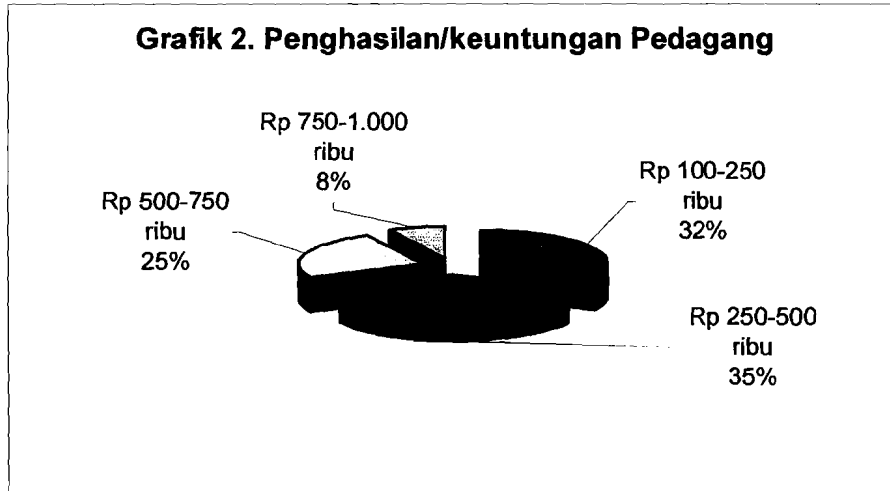 Grafik 2. Penghasilan/keuntungan Pedagang
Rp 750-1.000
ribu
8%
Rp 100-250
ribu
32%
Rp 500-750
ribu
25%
Rp 250-500
ribu
35%